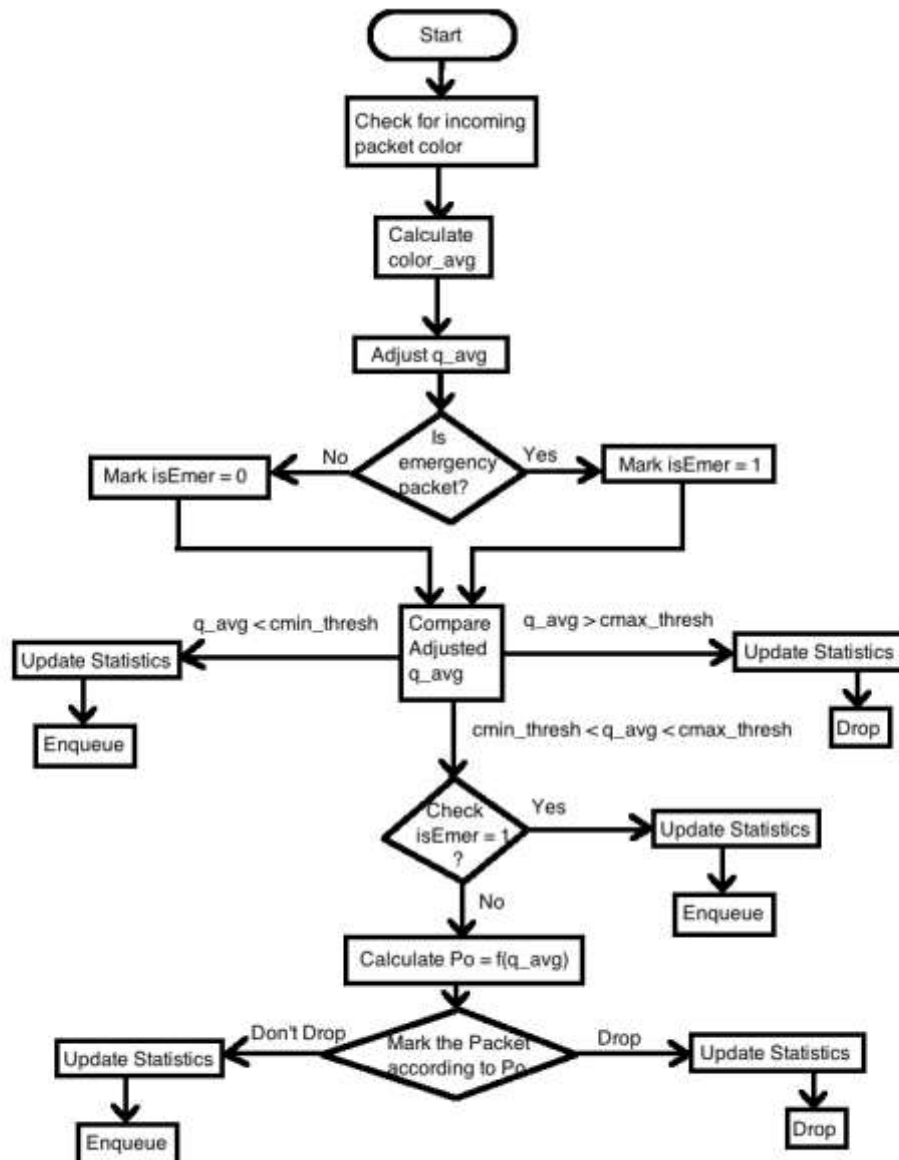 Start
Check for incoming
packet color
Calculate
color_avg
Adjust q_avg
Is
emergency
packet?
No
Yes
Mark isEmer = 0
Mark isEmer = 1
Compare
Adjusted
q_avg
q_avg < cmin_thresh
q_avg > cmax_thresh
Update Statistics
Update Statistics
Enqueue
Drop
cmin_thresh < q_avg < cmax_thresh
Check
isEmer = 1
?
Yes
Update Statistics
Enqueue
No
Calculate Po = f(q_avg)
Mark the Packet
according to Po
Don't Drop
Drop
Update Statistics
Update Statistics
Enqueue
Drop